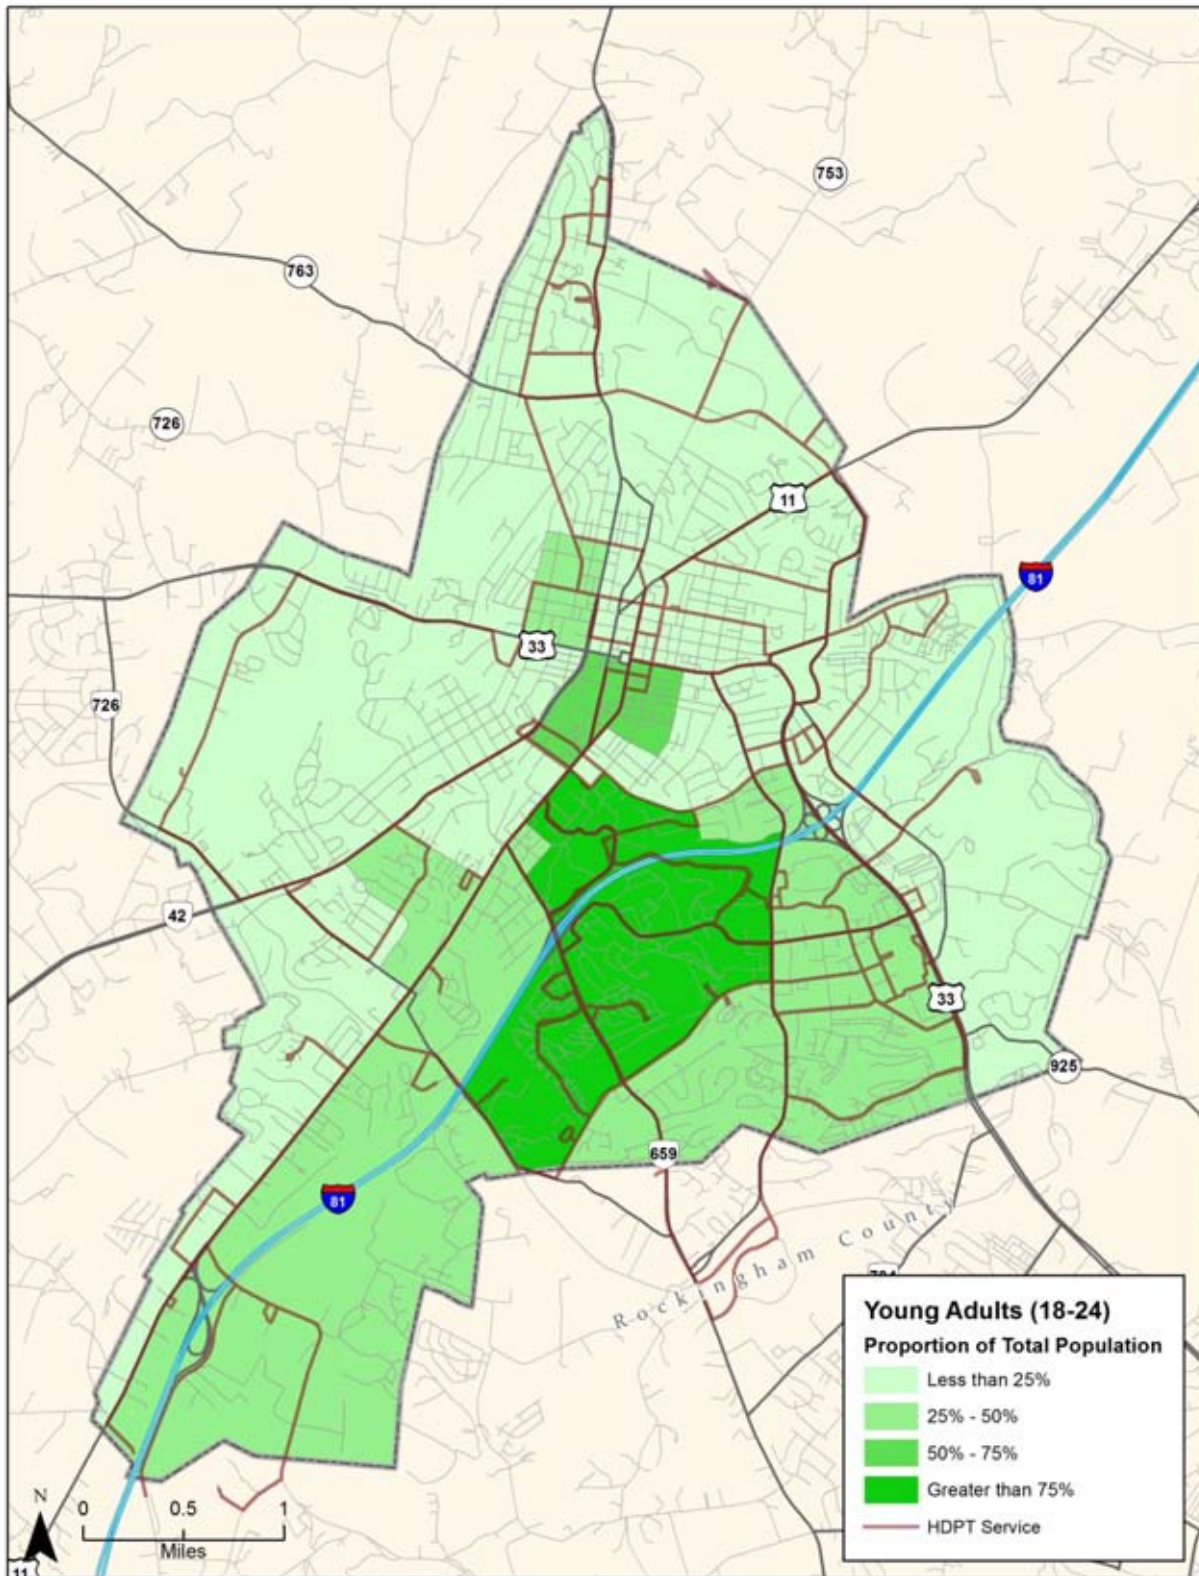 753
763
726
11
81
33
726
42
33
925
659
81
Rockingham County
Young Adults (18-24)
Proportion of Total Population
Less than 25%
25% - 50%
50% - 75%
Greater than 75%
HDPT Service
N
0 0.5 1
Miles
11